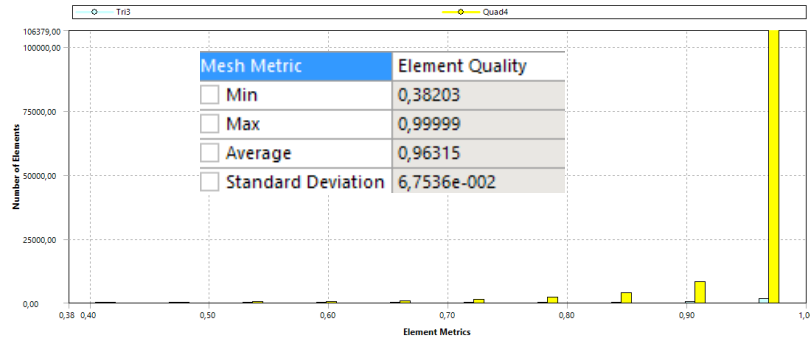 Tri3 Quad4
106379,00
100000,00
75000,00
50000,00
25000,00
0,00
Number of Elements
Mesh Metric Element Quality
Min 0,38203
Max 0,99999
Average 0,96315
Standard Deviation 6,7536e-002
0,38 0,40 0,50 0,60 0,70 0,80 0,90 1,0
Element Metrics